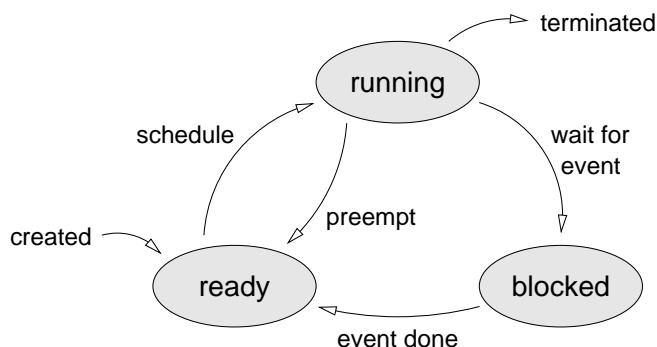 terminated
running
schedule
wait for
event
preempt
created
ready
blocked
event done